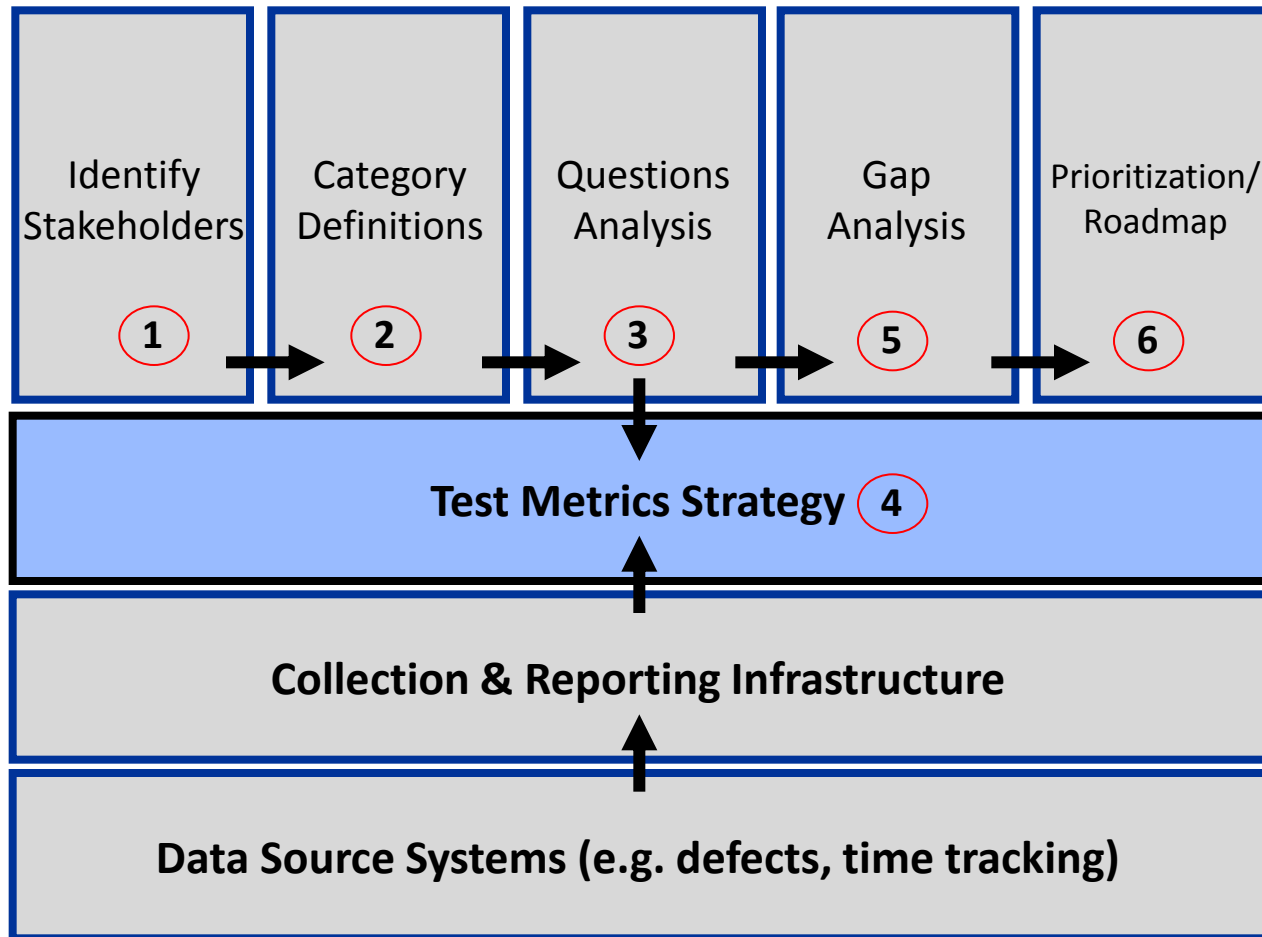 Identify
Stakeholders
1
Category
Definitions
2
Questions
Analysis
3
Gap
Analysis
5
Prioritization/
Roadmap
6
Test Metrics Strategy 4
Collection & Reporting Infrastructure
Data Source Systems (e.g. defects, time tracking)